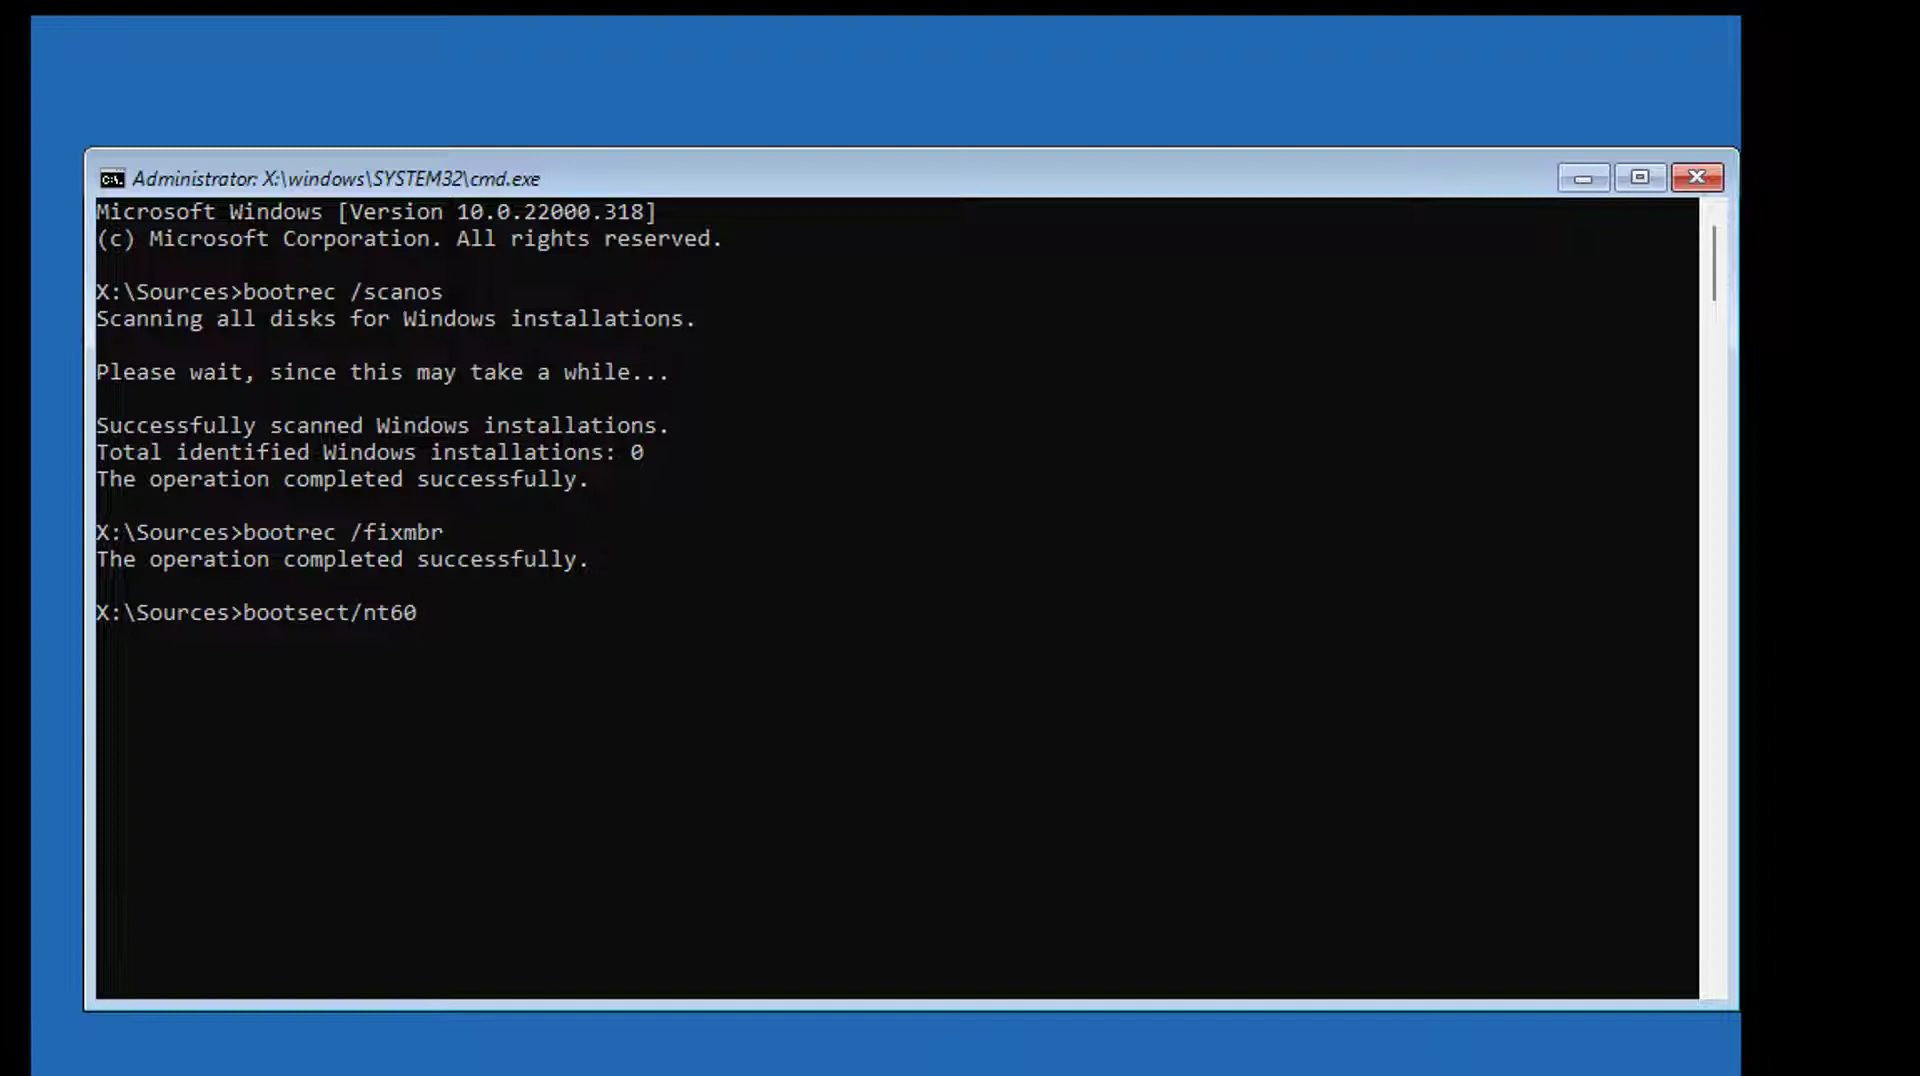 Administrator: X:\windows\SYSTEM32\cmd.exe
Microsoft Windows [Version 10.0.22000.318]
(c) Microsoft Corporation. All rights reserved.
X:\Sources>bootrec /scanos
Scanning all disks for Windows installations.
Please wait, since this may take a while...
Successfully scanned Windows installations.
Total identified Windows installations: 0
The operation completed successfully.
X:\Sources>bootrec /fixmbr
The operation completed successfully.
X:\Sources>bootsect/nt60